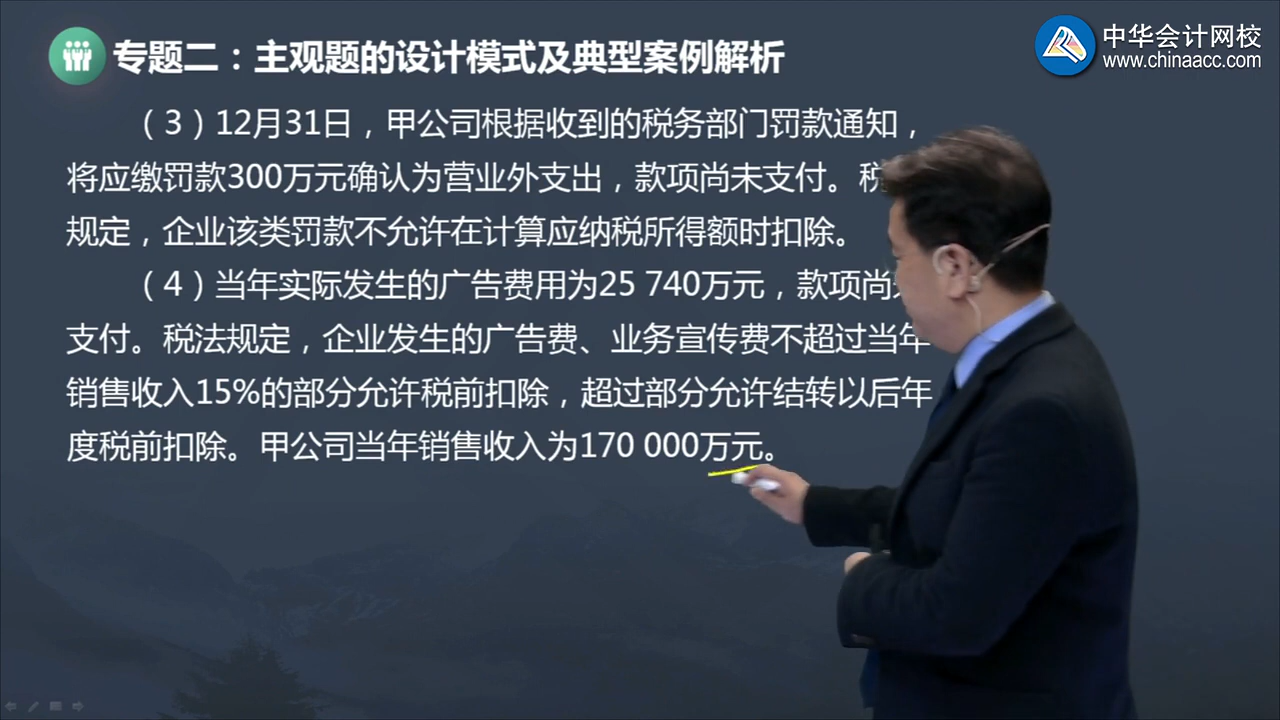 专题二：主观题的设计模式及典型案例解析
中华会计网校
www.chinaacc.com
（3）12月31日，甲公司根据收到的税务部门罚款通知，
将应缴罚款300万元确认为营业外支出，款项尚未支付。税
规定，企业该类罚款不允许在计算应纳税所得额时扣除。
（4）当年实际发生的广告费用为25 740万元，款项尚
支付。税法规定，企业发生的广告费、业务宣传费不超过当年
销售收入15%的部分允许税前扣除，超过部分允许结转以后年
度税前扣除。甲公司当年销售收入为170 000万元。